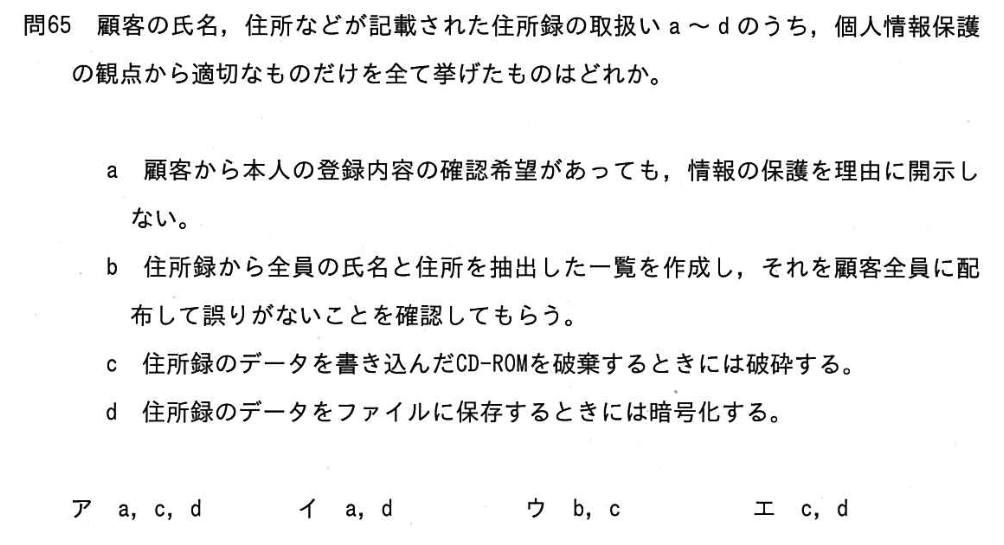 問65　顧客の氏名，住所などが記載された住所録の取扱い a ～ d のうち，個人情報保護
の観点から適切なものだけを全て挙げたものはどれか。
a　顧客から本人の登録内容の確認希望があっても，情報の保護を理由に開示し
ない。
b　住所録から全員の氏名と住所を抽出した一覧を作成し，それを顧客全員に配
布して誤りがないことを確認してもらう。
c　住所録のデータを書き込んだCD-ROMを破棄するときには破砕する。
d　住所録のデータをファイルに保存するときには暗号化する。
ア　a，c，d　　イ　a，d　　ウ　b，c　　エ　c，d